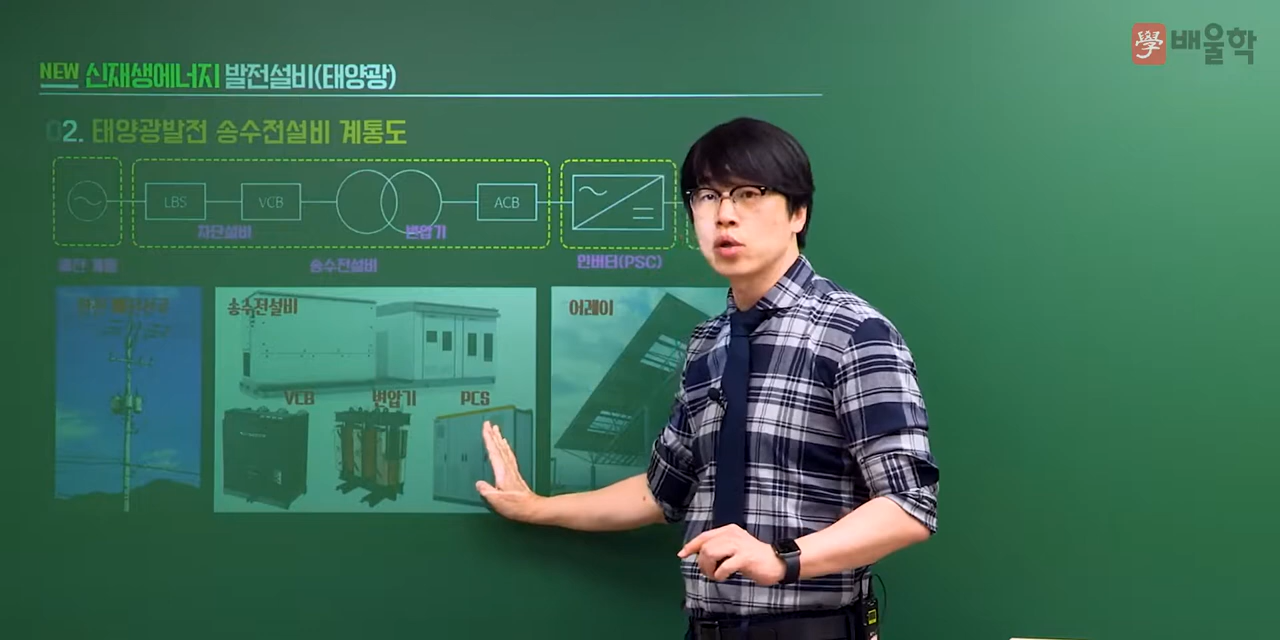 學 배울학
NEW 신재생에너지 발전설비(태양광)
02. 태양광발전 송수전설비 계통도
LBS VCB ACB
차단설비 변압기
송수전설비 인버터(PSC)
송수전설비 어레이
VCB 변압기 PCS